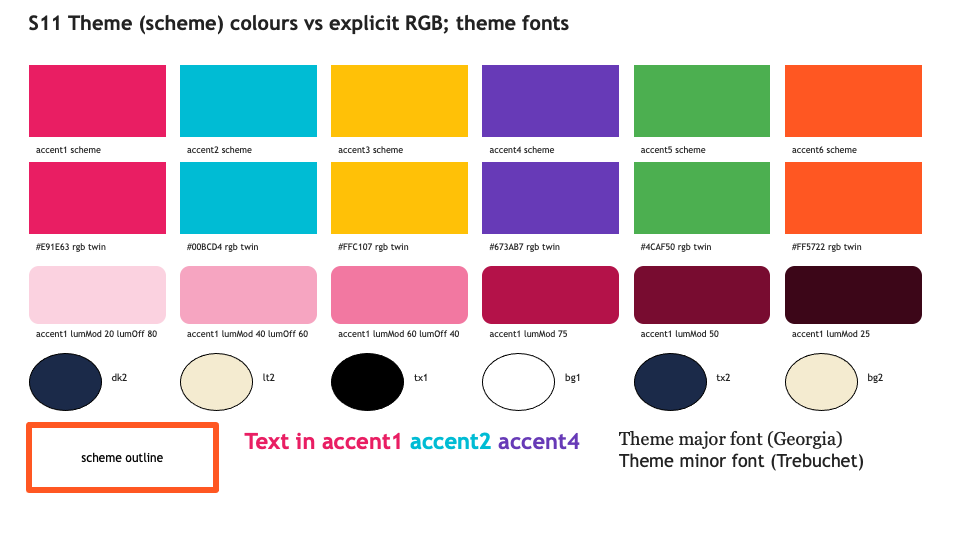 S11 Theme (scheme) colours vs explicit RGB; theme fonts
accent1 scheme
accent2 scheme
accent3 scheme
accent4 scheme
accent5 scheme
accent6 scheme
#E91E63 rgb twin
#00BCD4 rgb twin
#FFC107 rgb twin
#673AB7 rgb twin
#4CAF50 rgb twin
#FF5722 rgb twin
accent1 lumMod 20 lumOff 80
accent1 lumMod 40 lumOff 60
accent1 lumMod 60 lumOff 40
accent1 lumMod 75
accent1 lumMod 50
accent1 lumMod 25
dk2
lt2
tx1
bg1
tx2
bg2
scheme outline
Text in accent1 accent2 accent4
Theme major font (Georgia)
Theme minor font (Trebuchet)